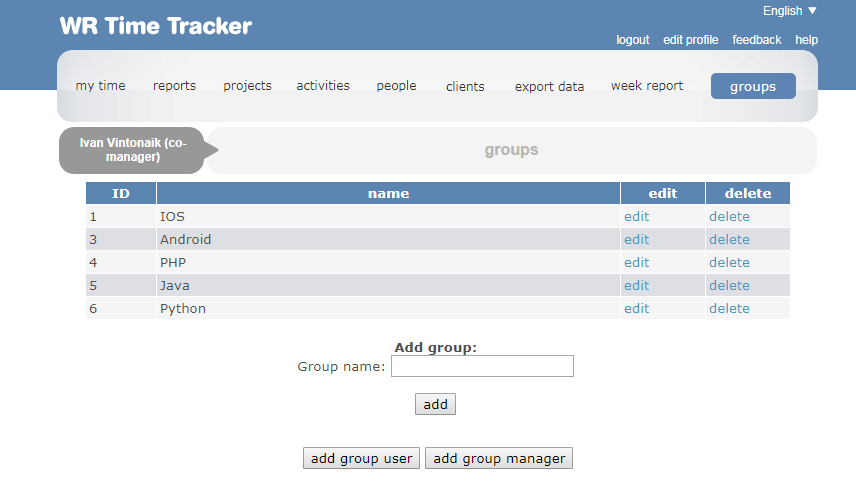 English ▼
WR Time Tracker
logout edit profile feedback help
my time reports projects activities people clients export data week report groups
Ivan Vintonaik (co-
manager)
groups
ID name edit delete
1 IOS edit delete
3 Android edit delete
4 PHP edit delete
5 Java edit delete
6 Python edit delete
Add group:
Group name:
add
add group user add group manager